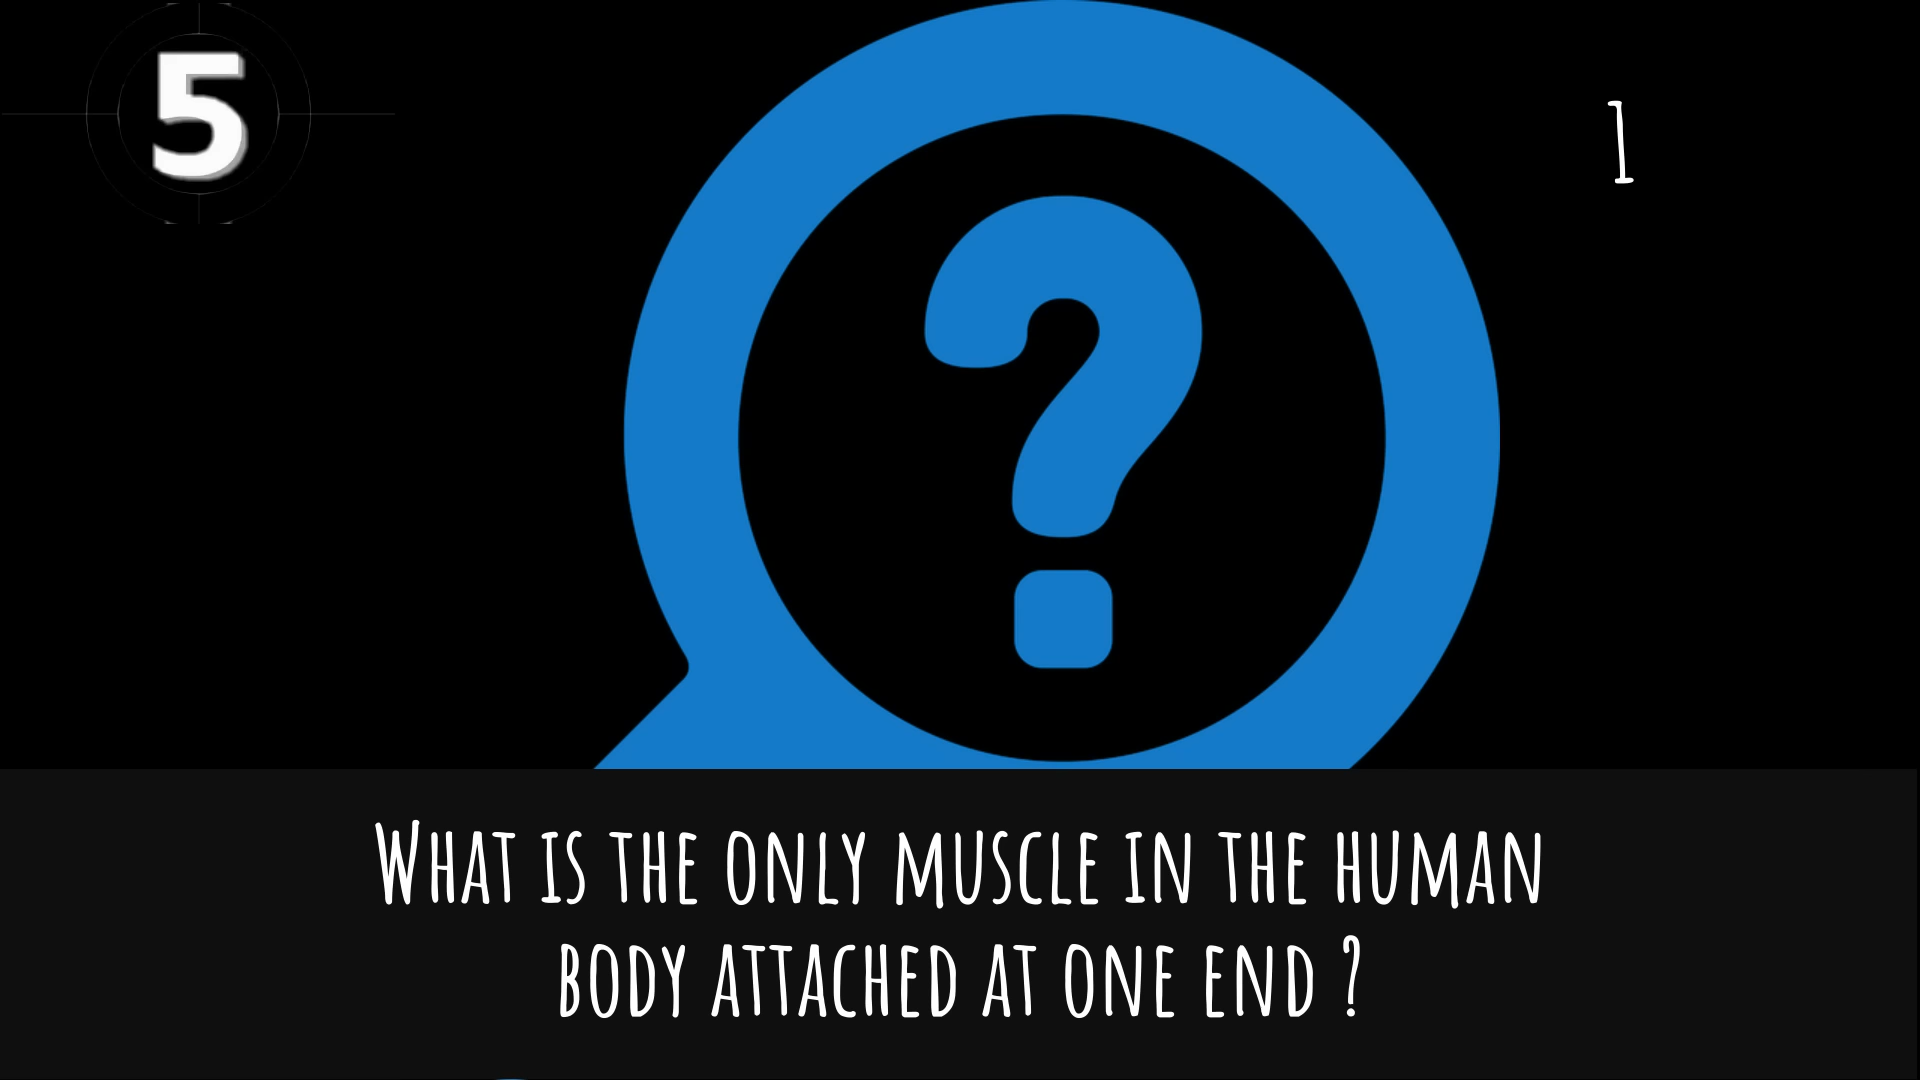 5
1
What is the only muscle in the human
body attached at one end ?